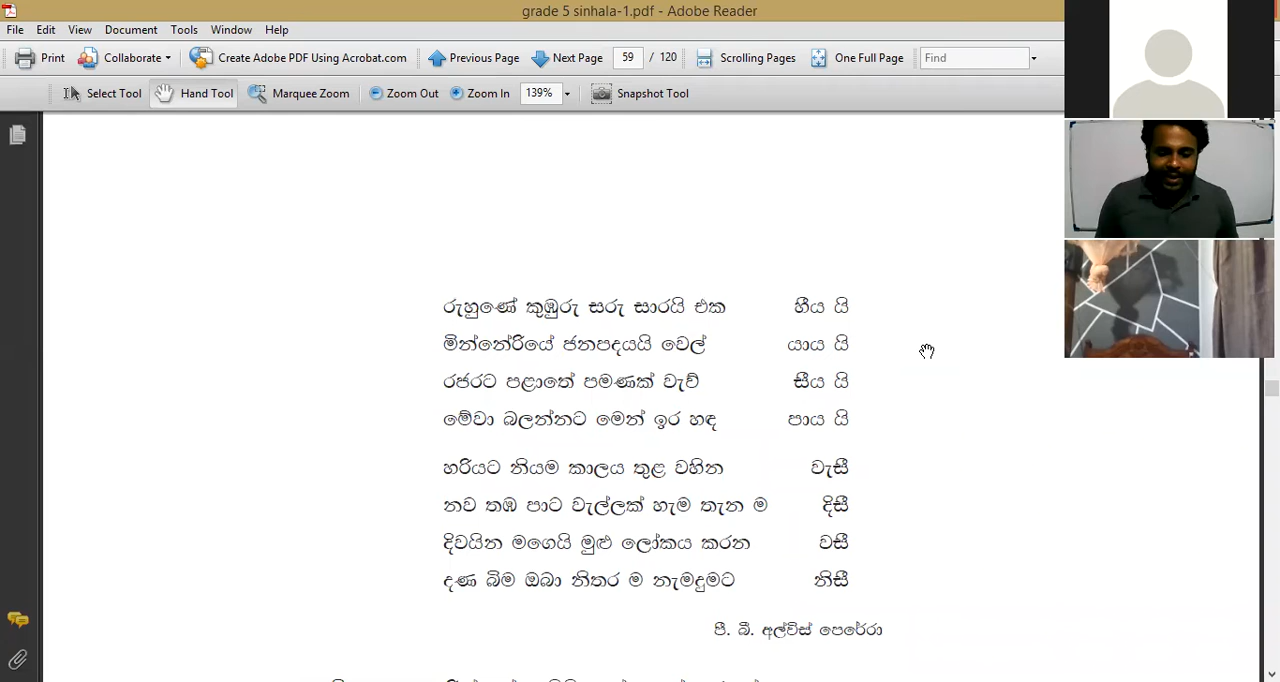 grade 5 sinhala-1.pdf - Adobe Reader
File Edit View Document Tools Window Help
Print Collaborate Create Adobe PDF Using Acrobat.com Previous Page Next Page 59 / 120 Scrolling Pages One Full Page Find
Select Tool Hand Tool Marquee Zoom Zoom Out Zoom In 139% Snapshot Tool
රුහුණේ කුඹුරු සරු සාරයි එක හීය යි
මින්නේරියේ ජනපදයයි වෙල් යාය යි
රජරට පළාතේ පමණක් වැව් සීය යි
මේවා බලන්නට මෙන් ඉර හඳ පාය යි
හරියට නියම කාලය තුළ වහින වැසී
නව තඹ පාට වැල්ලක් හැම තැන ම දිසී
දිවයින මගෙයි මුළු ලෝකය කරන වසී
දණ බිම ඔබා නිතර ම නැමදුමට නිසී
පී. බී. අල්විස් පෙරේරා